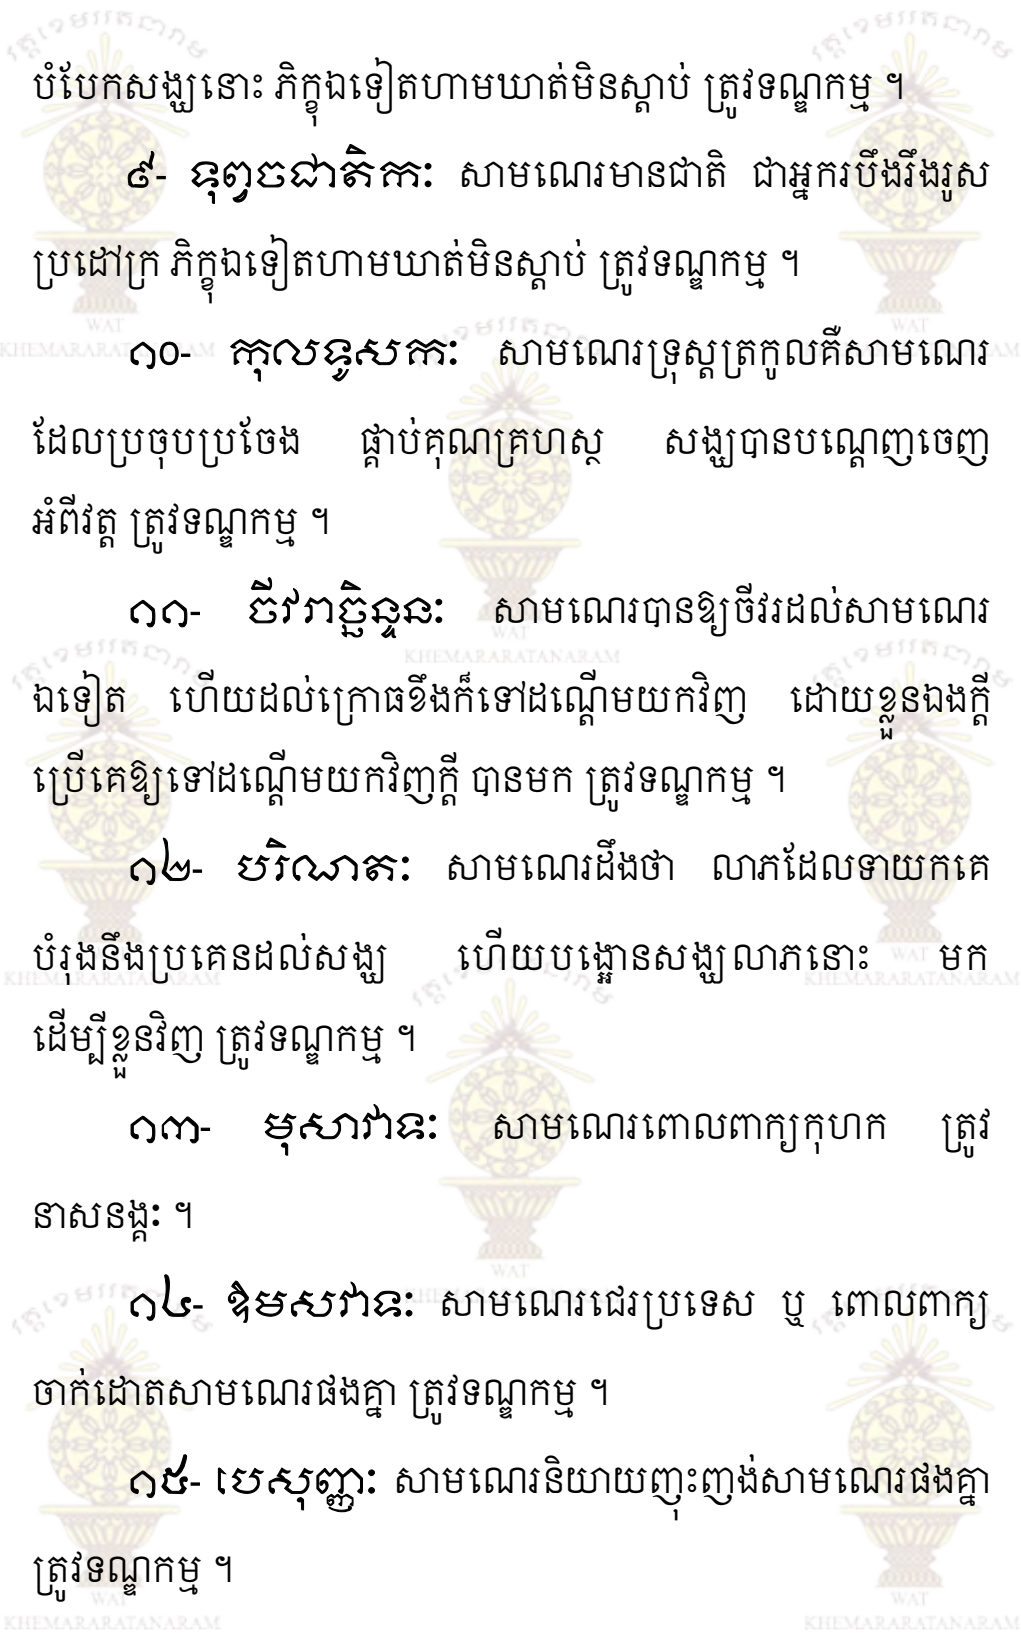 បំបែកសង្ឃនោះ ភិក្ខុឯទៀតហាមឃាត់មិនស្តាប់ ត្រូវទណ្ឌកម្ម ។
៩- ទុព្វចជាតិកៈ សាមណេរមានជាតិ ជាអ្នករបឹងរឹងរូស
ប្រដៅក្រ ភិក្ខុឯទៀតហាមឃាត់មិនស្តាប់ ត្រូវទណ្ឌកម្ម ។
១០- កុលទូសកៈ សាមណេរទ្រុស្តត្រកូលគឺសាមណេរ
ដែលប្រចុបប្រចែង ផ្គាប់គុណគ្រហស្ថ សង្ឃបានបណ្តេញចេញ
អំពីវត្ត ត្រូវទណ្ឌកម្ម ។
១១- ចីវរាច្ឆិន្ទនៈ សាមណេរបានឱ្យចីវរដល់សាមណេរ
ឯទៀត ហើយដល់ក្រោធខឹងក៏ទៅដណ្តើមយកវិញ ដោយខ្លួនឯងក្តី
ប្រើគេឱ្យទៅដណ្តើមយកវិញក្តី បានមក ត្រូវទណ្ឌកម្ម ។
១២- បរិណាតៈ សាមណេរដឹងថា លាភដែលទាយកគេ
បំរុងនឹងប្រគេនដល់សង្ឃ ហើយបង្អោនសង្ឃលាភនោះ មក
ដើម្បីខ្លួនវិញ ត្រូវទណ្ឌកម្ម ។
១៣- មុសាវាទៈ សាមណេរពោលពាក្យកុហក ត្រូវ
នាសនង្គៈ ។
១៤- ឱមសវាទៈ សាមណេរជេរប្រទេស ឬ ពោលពាក្យ
ចាក់ដោតសាមណេរផងគ្នា ត្រូវទណ្ឌកម្ម ។
១៥- បេសុញ្ញៈ សាមណេរនិយាយញុះញង់សាមណេរផងគ្នា
ត្រូវទណ្ឌកម្ម ។
WAT
KHEMARARATANARAM